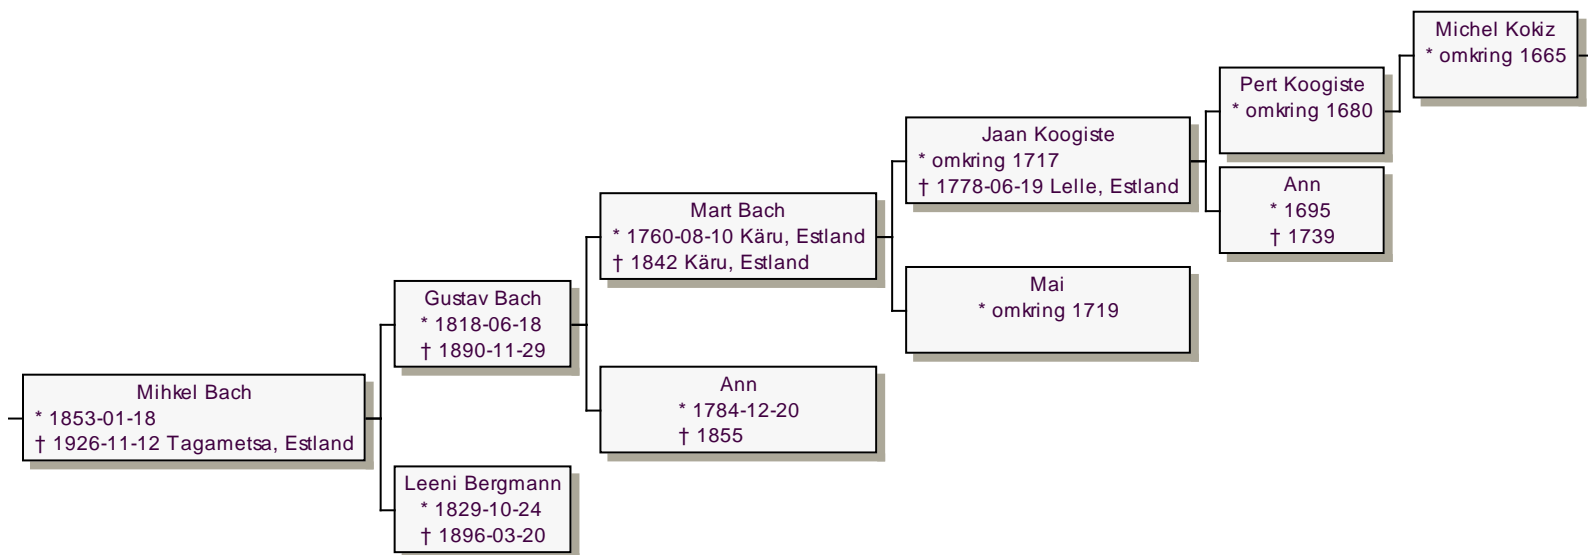 Michel Kokiz
* omkring 1665
Pert Koogiste
* omkring 1680
Jaan Koogiste
* omkring 1717
† 1778-06-19 Lelle, Estland
Ann
* 1695
† 1739
Mart Bach
* 1760-08-10 Käru, Estland
† 1842 Käru, Estland
Mai
* omkring 1719
Gustav Bach
* 1818-06-18
† 1890-11-29
Ann
* 1784-12-20
† 1855
Mihkel Bach
* 1853-01-18
† 1926-11-12 Tagametsa, Estland
Leeni Bergmann
* 1829-10-24
† 1896-03-20